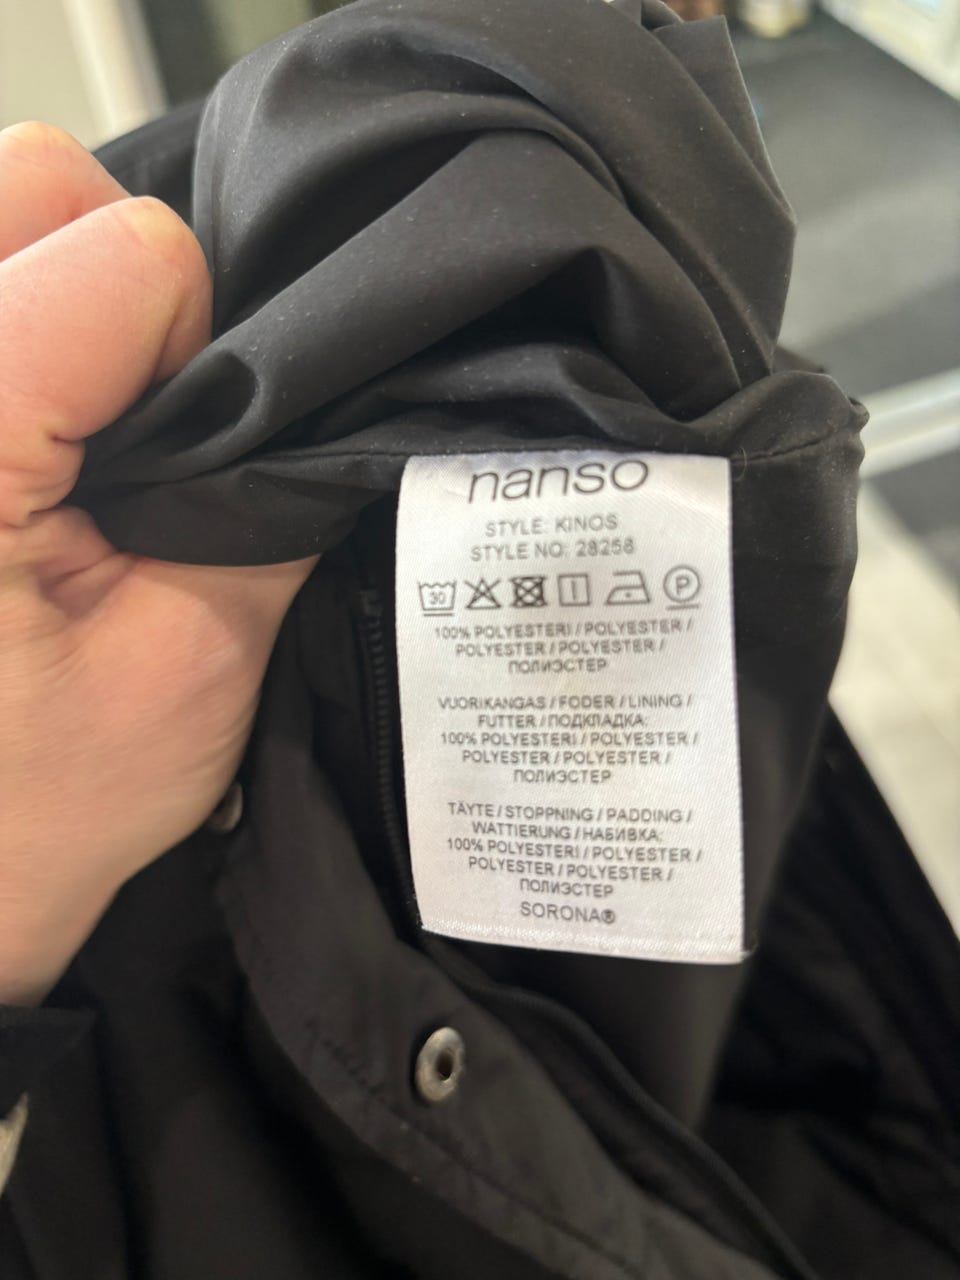 nanso
STYLE: KINOS
STYLE NO: 28258
30 P
100% POLYESTERI / POLYESTER /
POLYESTER / POLYESTER /
ПОЛИЭСТЕР
VUORIKANGAS / FODER / LINING /
FUTTER / ПОДКЛАДКА:
100% POLYESTERI / POLYESTER /
POLYESTER / POLYESTER /
ПОЛИЭСТЕР
TÄYTE / STOPPNING / PADDING /
WATTIERUNG / НАБИВКА:
100% POLYESTERI / POLYESTER /
POLYESTER / POLYESTER /
ПОЛИЭСТЕР
SORONA®